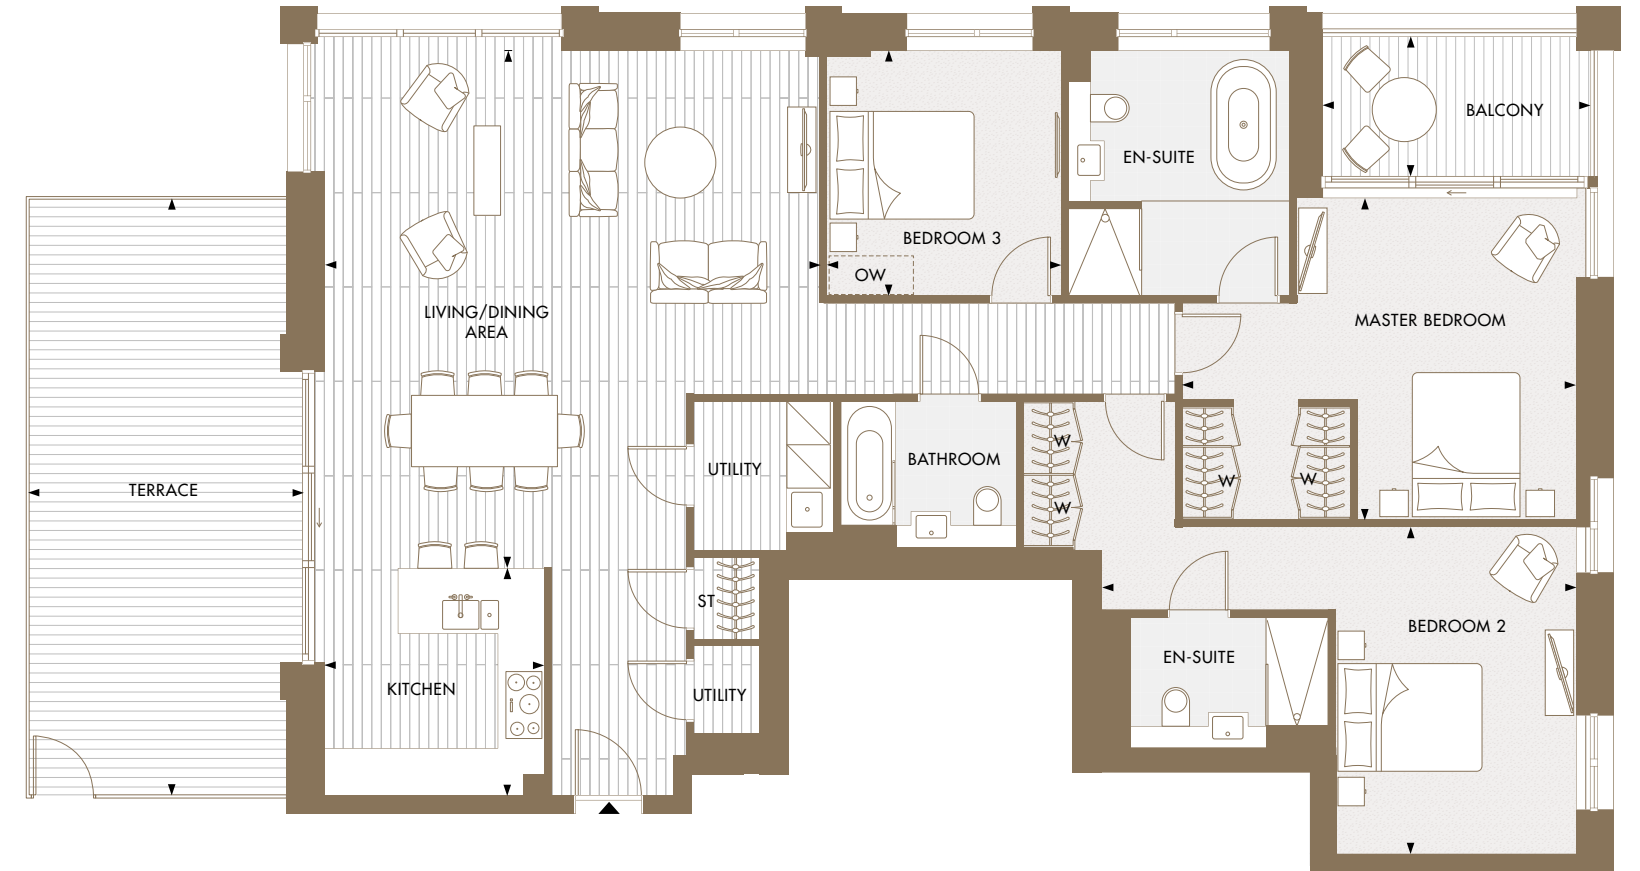 BALCONY
EN-SUITE
BEDROOM 3
OW
LIVING/DINING
AREA
MASTER BEDROOM
W
UTILITY
BATHROOM
W
W
W
TERRACE
ST
BEDROOM 2
EN-SUITE
KITCHEN
UTILITY